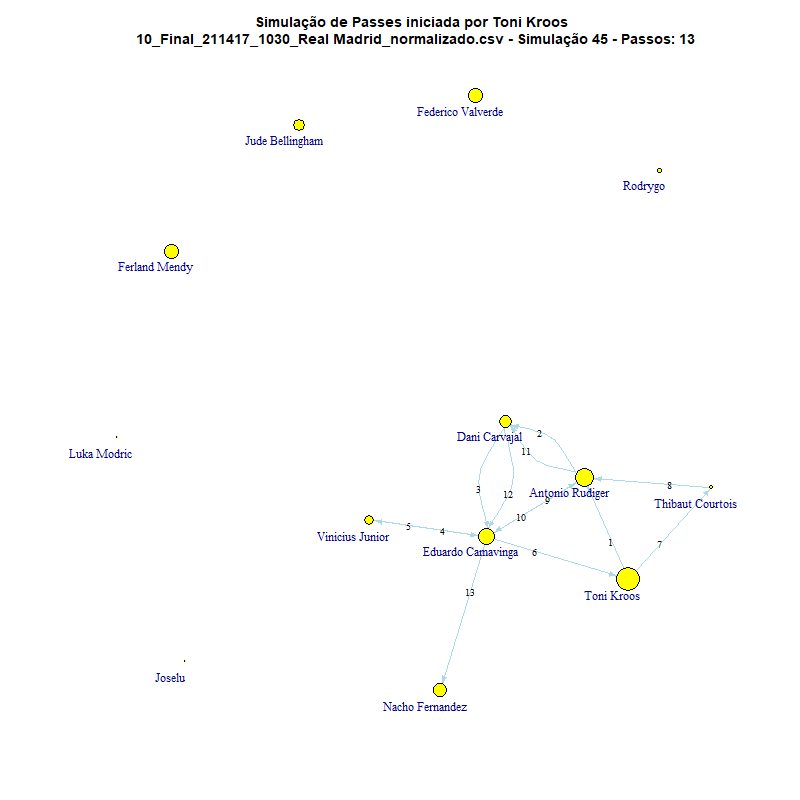 Simulação de Passes iniciada por Toni Kroos
10_Final_211417_1030_Real Madrid_normalizado.csv - Simulação 45 - Passos: 13
Federico Valverde
Jude Bellingham
Rodrygo
Ferland Mendy
Dani Carvajal
2
11
Luka Modric
3
12
Antonio Rudiger
8
9
Thibaut Courtois
10
Vinicius Junior
5
4
Eduardo Camavinga
6
1
7
Toni Kroos
13
Joselu
Nacho Fernandez